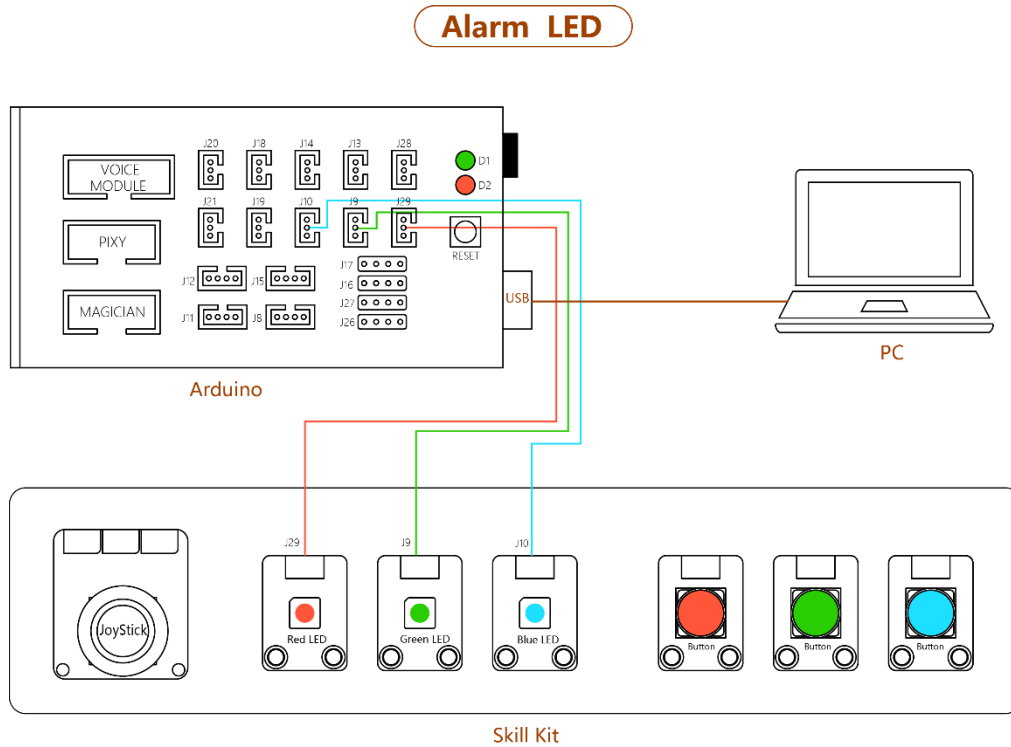 Alarm LED
J20 J18 J14 J13 J28
VOICE
MODULE
D1
D2
J21 J19 J10 J9 J29
PIXY
RESET
J17
J12 J15
J16
USB
MAGICIAN
J27
J11 J8
J26
PC
Arduino
J29 J9 J10
JoyStick
Red LED Green LED Blue LED
Button Button Button
Skill Kit